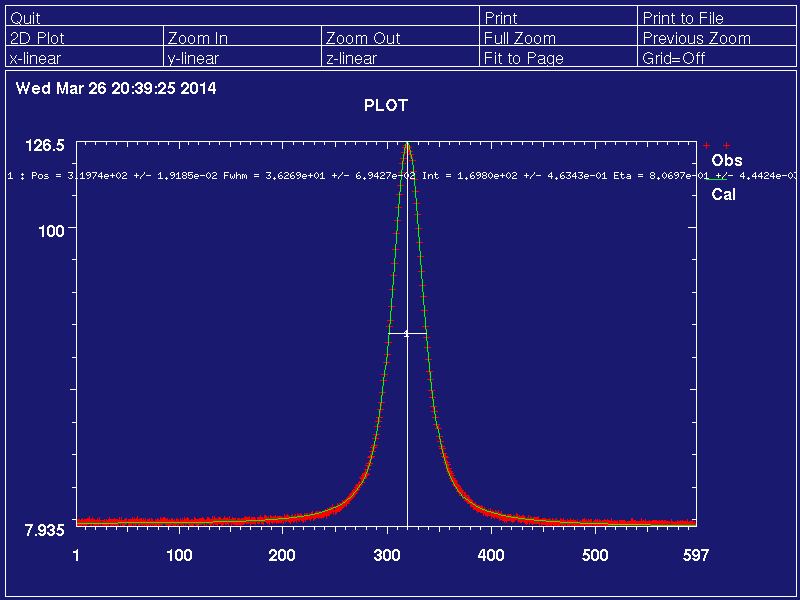 Quit Print Print to File
2D Plot Zoom In Zoom Out Full Zoom Previous Zoom
x-linear y-linear z-linear Fit to Page Grid=Off
Wed Mar 26 20:39:25 2014
PLOT
126.5
Obs
1 : Pos = 3.1974e+02 +/- 1.9185e-02 Fwhm = 3.6269e+01 +/- 6.9427e-02 Int = 1.6980e+02 +/- 4.6343e-01 Eta = 8.0697e-01 +/- 4.4424e-03
Cal
100
1
7.935
1 100 200 300 400 500 597